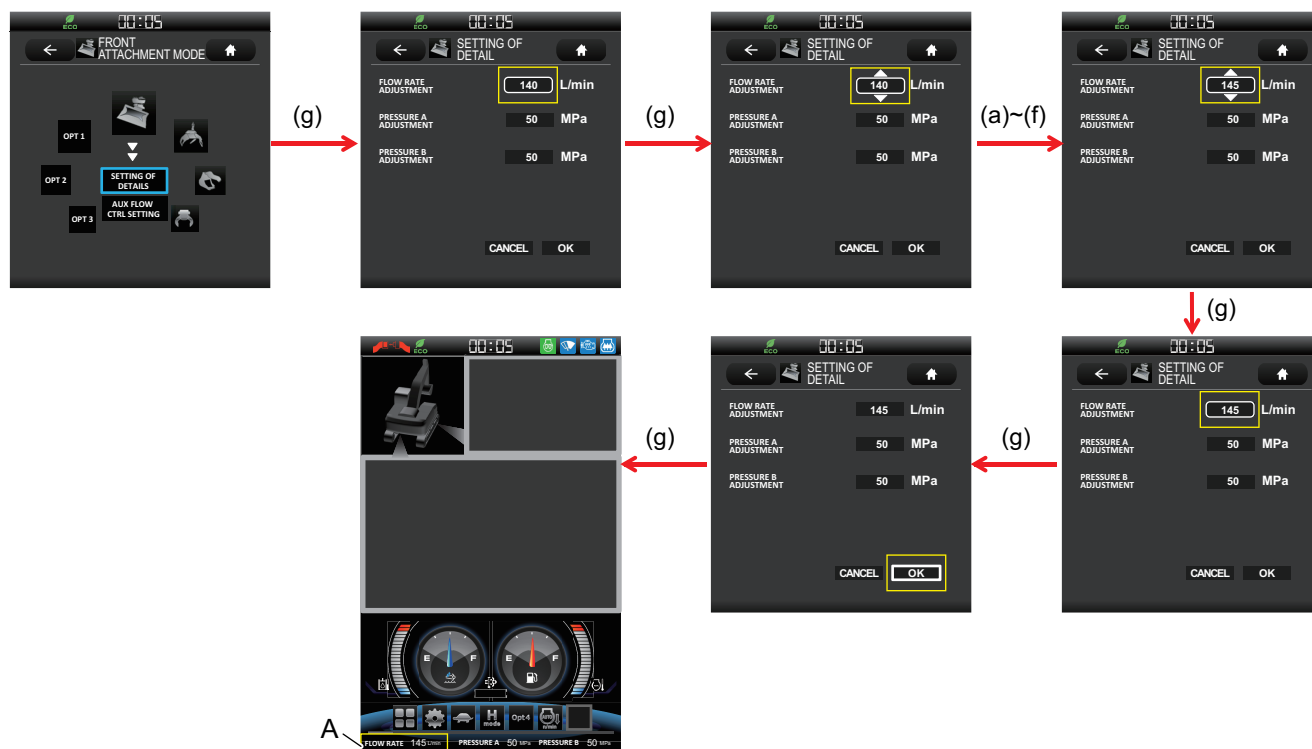 ECO 00:05
FRONT
ATTACHMENT MODE
OPT 1
OPT 2
SETTING OF
DETAILS
AUX FLOW
CTRL SETTING
OPT 3
(g)
ECO 00:05
SETTING OF
DETAIL
FLOW RATE
ADJUSTMENT
140 L/min
PRESSURE A
ADJUSTMENT
50 MPa
PRESSURE B
ADJUSTMENT
50 MPa
CANCEL OK
(g)
ECO 00:05
SETTING OF
DETAIL
FLOW RATE
ADJUSTMENT
140 L/min
PRESSURE A
ADJUSTMENT
50 MPa
PRESSURE B
ADJUSTMENT
50 MPa
CANCEL OK
(a)~(f)
ECO 00:05
SETTING OF
DETAIL
FLOW RATE
ADJUSTMENT
145 L/min
PRESSURE A
ADJUSTMENT
50 MPa
PRESSURE B
ADJUSTMENT
50 MPa
CANCEL OK
(g)
ECO 00:05
SETTING OF
DETAIL
FLOW RATE
ADJUSTMENT
145 L/min
PRESSURE A
ADJUSTMENT
50 MPa
PRESSURE B
ADJUSTMENT
50 MPa
CANCEL OK
(g)
ECO 00:05
SETTING OF
DETAIL
FLOW RATE
ADJUSTMENT
145 L/min
PRESSURE A
ADJUSTMENT
50 MPa
PRESSURE B
ADJUSTMENT
50 MPa
CANCEL OK
(g)
ECO 00:05
E F E F
H
mode
Opt4
AUTO
n/min
A
FLOW RATE 145 L/min PRESSURE A 50 MPa PRESSURE B 50 MPa